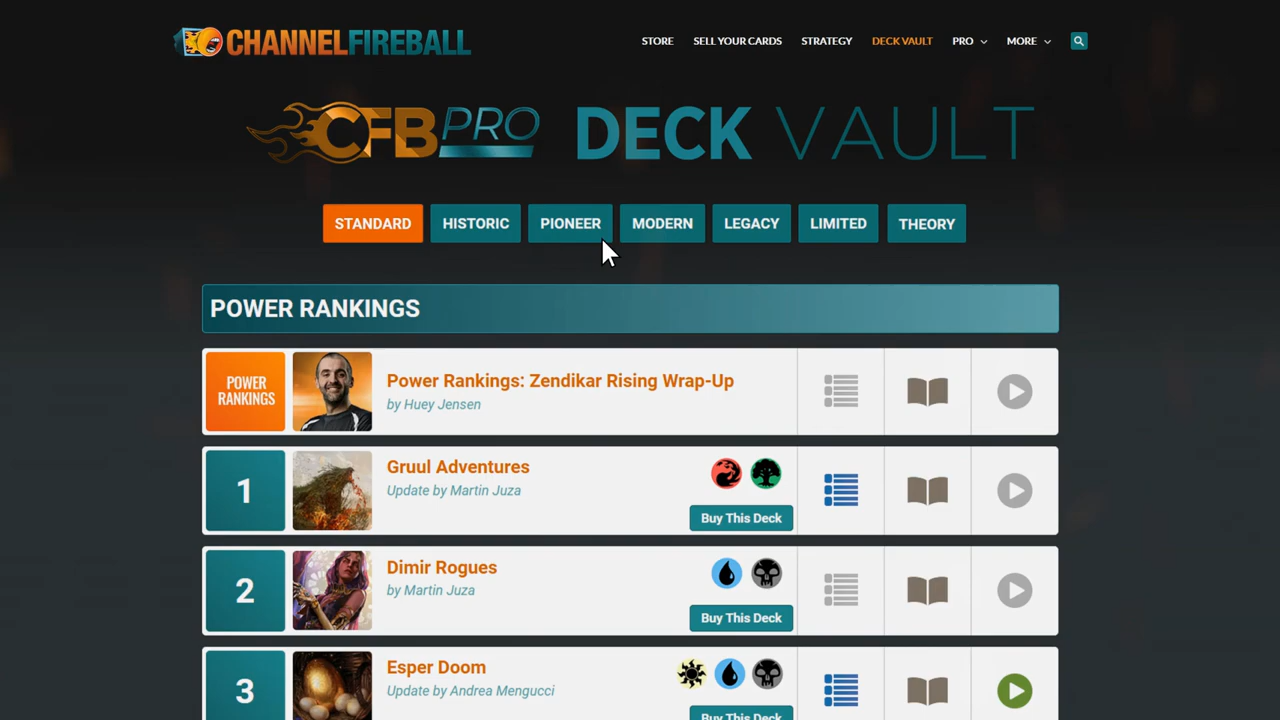 CHANNELFIREBALL
STORE SELL YOUR CARDS STRATEGY DECK VAULT PRO MORE
CFB PRO DECK VAULT
STANDARD HISTORIC PIONEER MODERN LEGACY LIMITED THEORY
POWER RANKINGS
POWER
RANKINGS
Power Rankings: Zendikar Rising Wrap-Up
by Huey Jensen
1
Gruul Adventures
Update by Martin Juza
Buy This Deck
2
Dimir Rogues
by Martin Juza
Buy This Deck
3
Esper Doom
Update by Andrea Mengucci
Buy This Deck